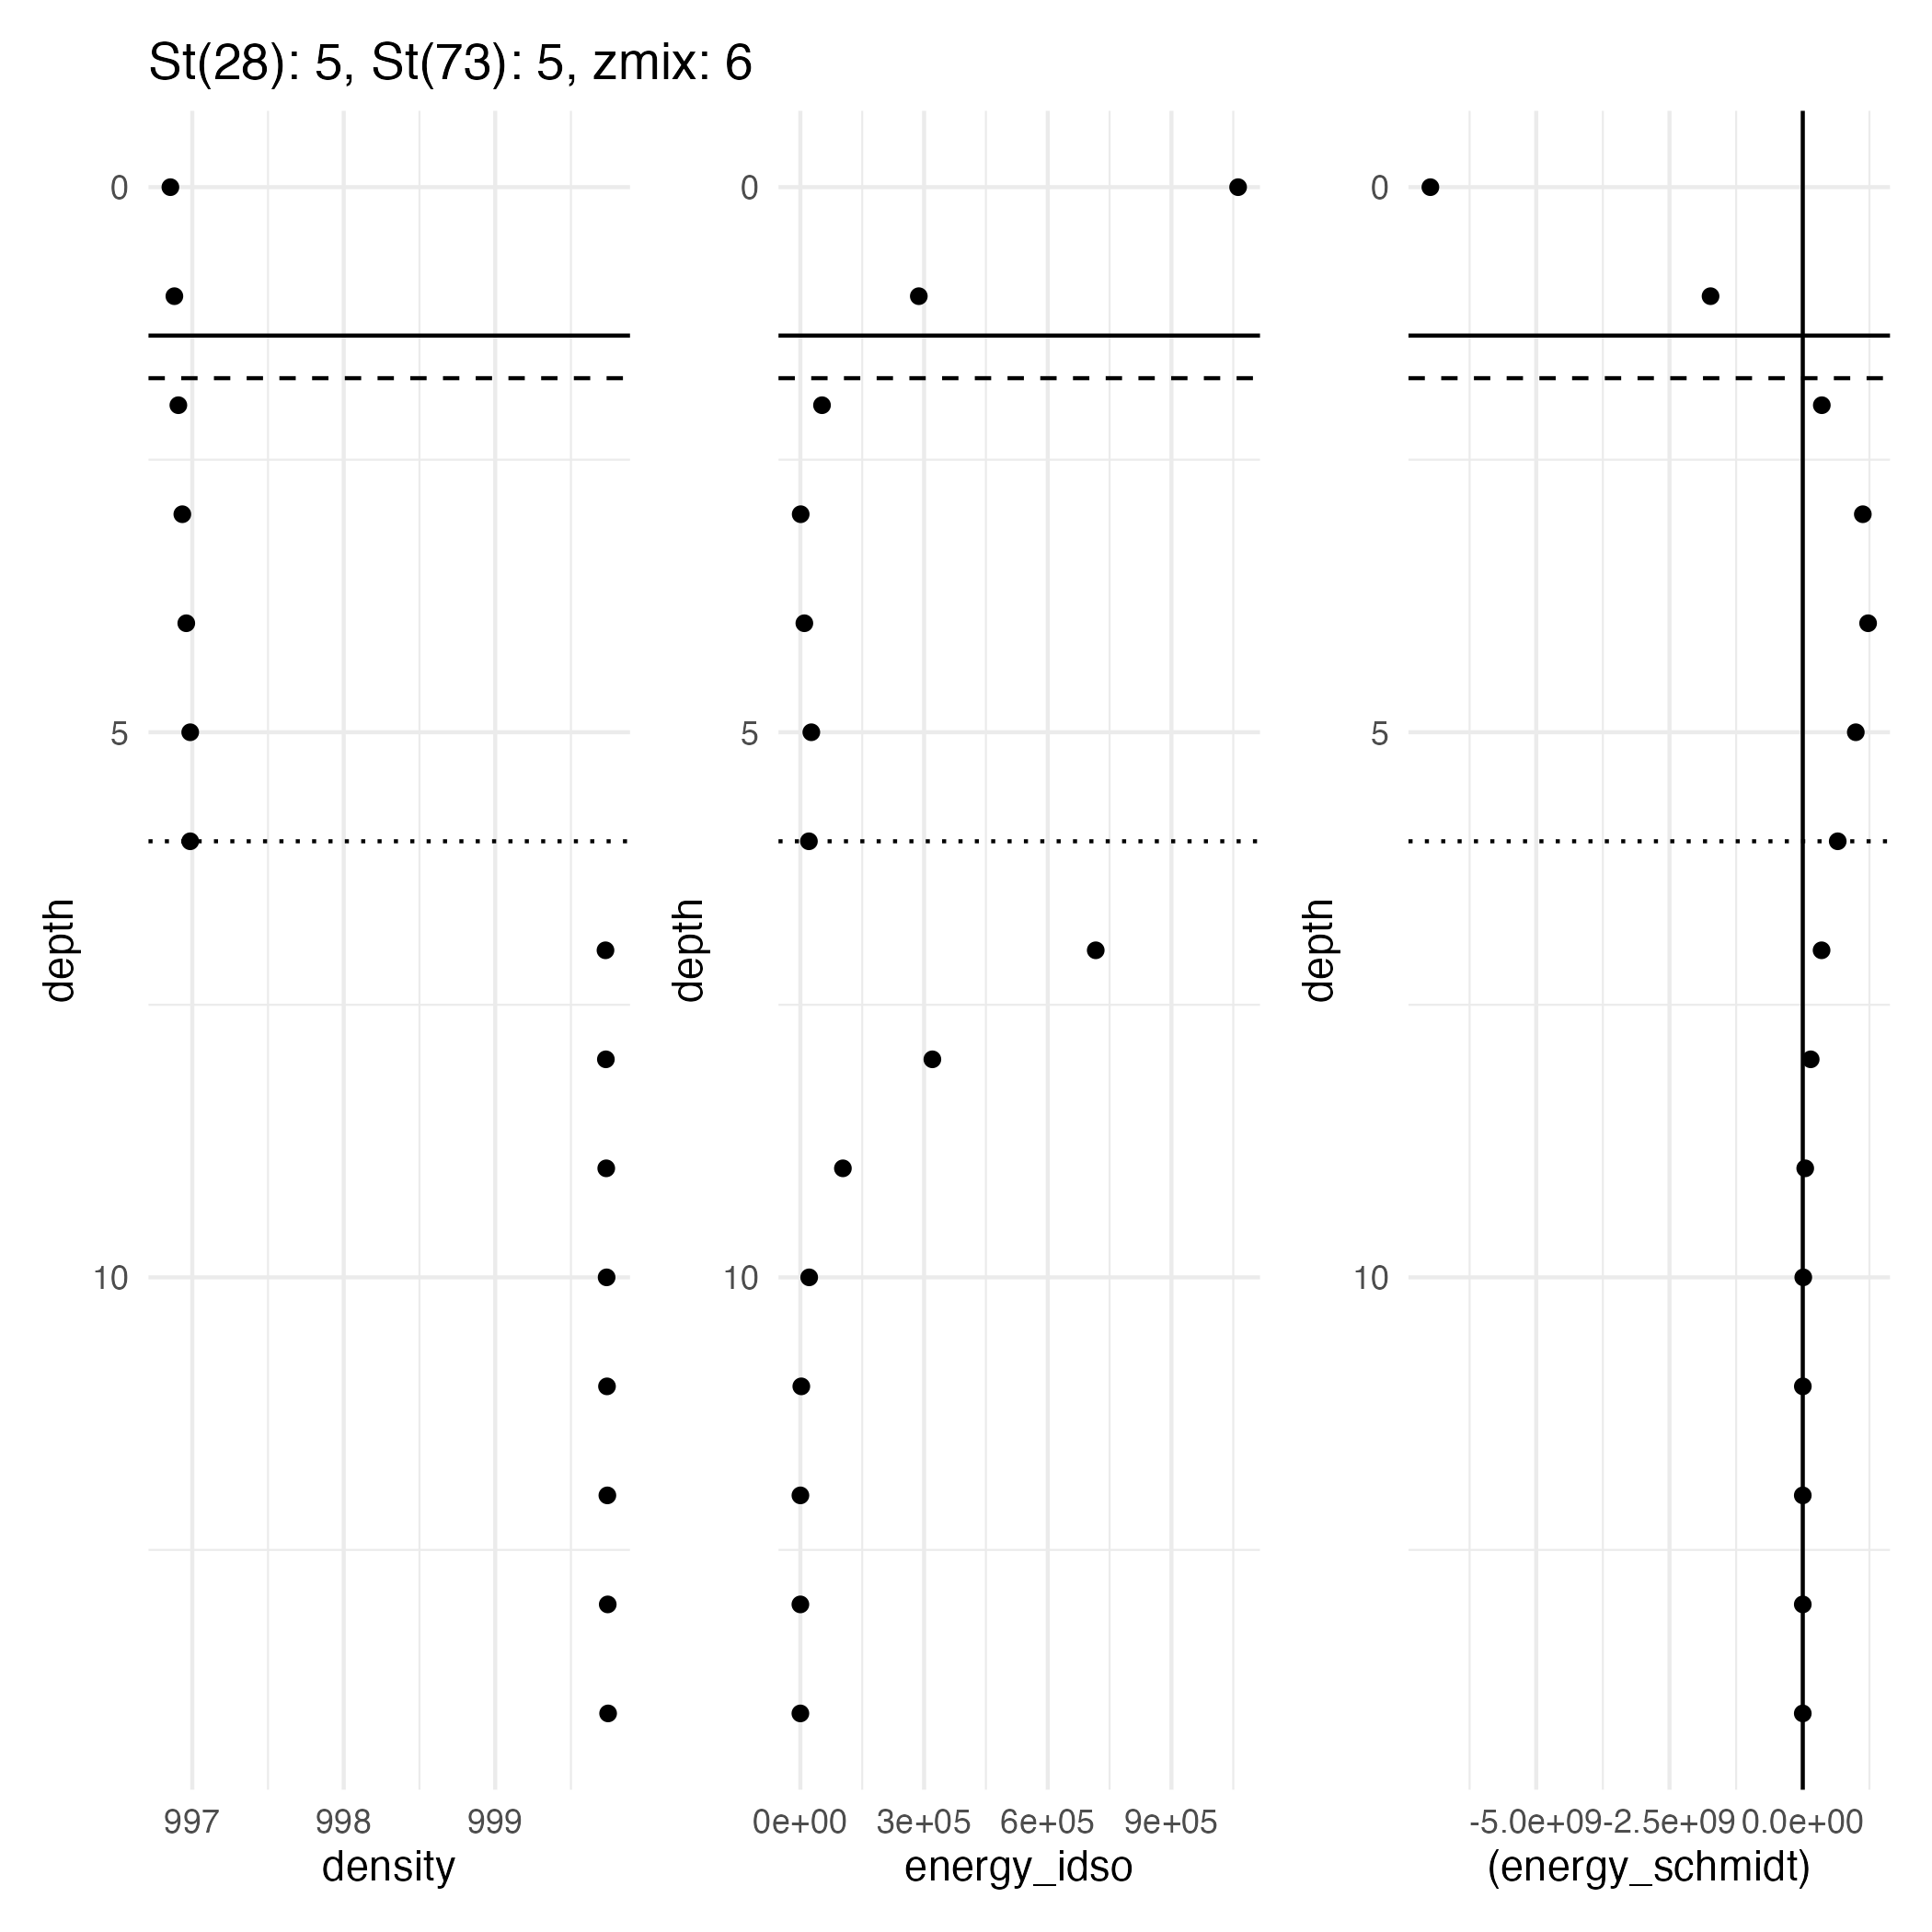 St(28): 5, St(73): 5, zmix: 6
0
5
10
depth
997 998 999
density
0
5
10
depth
0e+00 3e+05 6e+05 9e+05
energy_idso
0
5
10
depth
-5.0e+09 -2.5e+09 0.0e+00
(energy_schmidt)